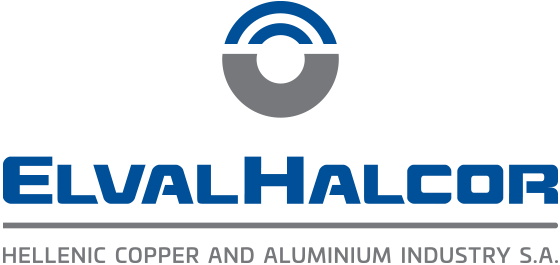 ELVALHALCOR
HELLENIC COPPER AND ALUMINIUM INDUSTRY S.A.